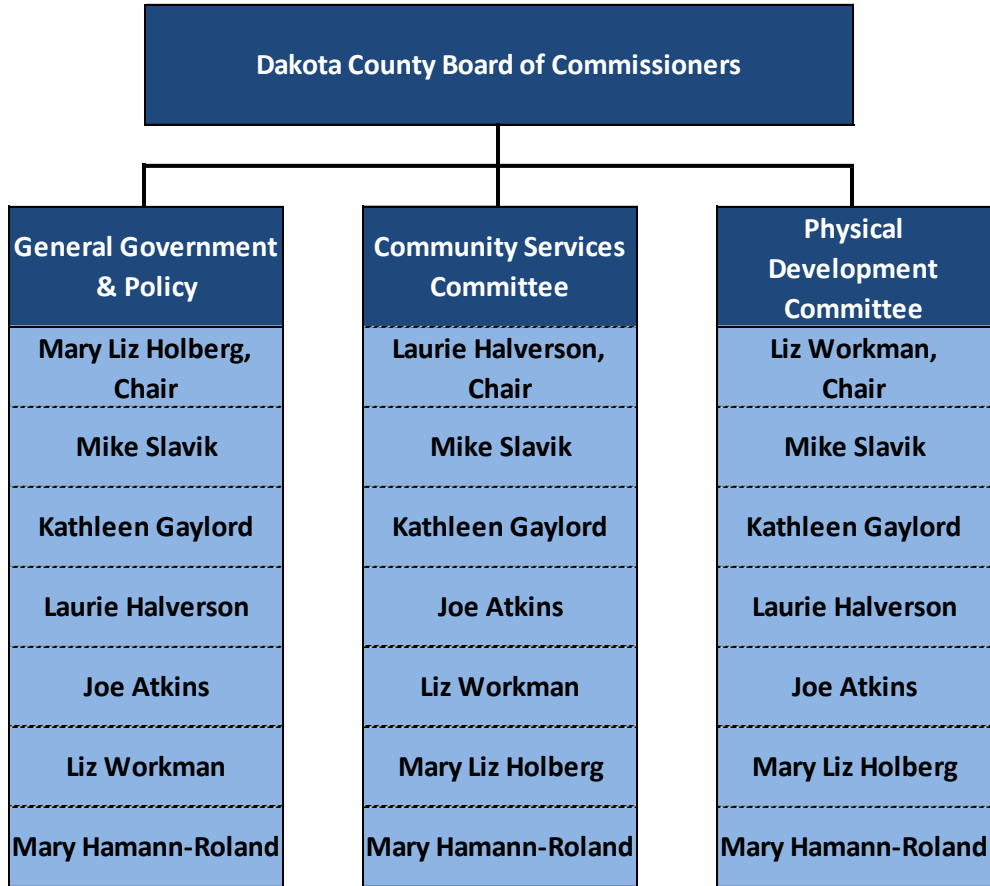 Dakota County Board of Commissioners
General Government
& Policy
Mary Liz Holberg,
Chair
Mike Slavik
Kathleen Gaylord
Laurie Halverson
Joe Atkins
Liz Workman
Mary Hamann-Roland
Community Services
Committee
Laurie Halverson,
Chair
Mike Slavik
Kathleen Gaylord
Joe Atkins
Liz Workman
Mary Liz Holberg
Mary Hamann-Roland
Physical
Development
Committee
Liz Workman,
Chair
Mike Slavik
Kathleen Gaylord
Laurie Halverson
Joe Atkins
Mary Liz Holberg
Mary Hamann-Roland